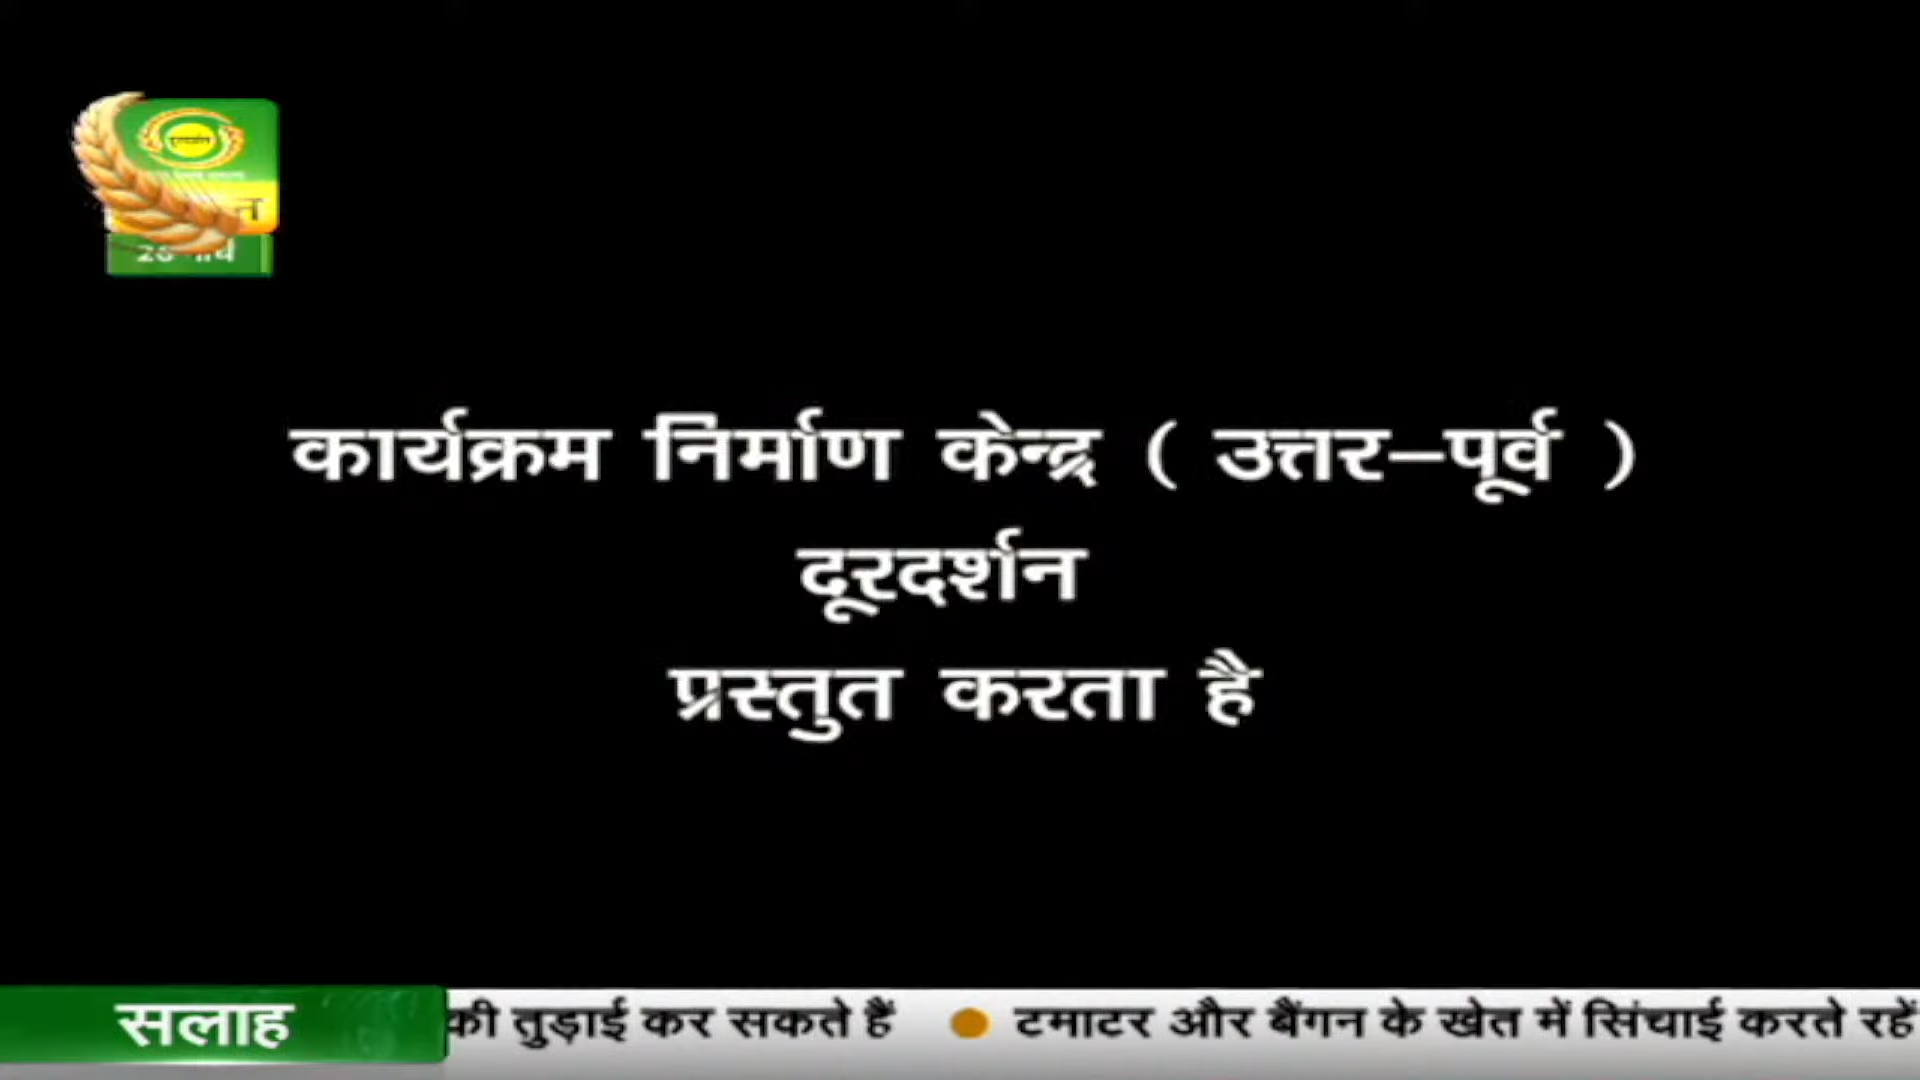 कार्यक्रम निर्माण केन्द्र ( उत्तर-पूर्व )
दूरदर्शन
प्रस्तुत करता है
सलाह
की तुड़ाई कर सकते हैं ● टमाटर और बैंगन के खेत में सिंचाई करते रहें